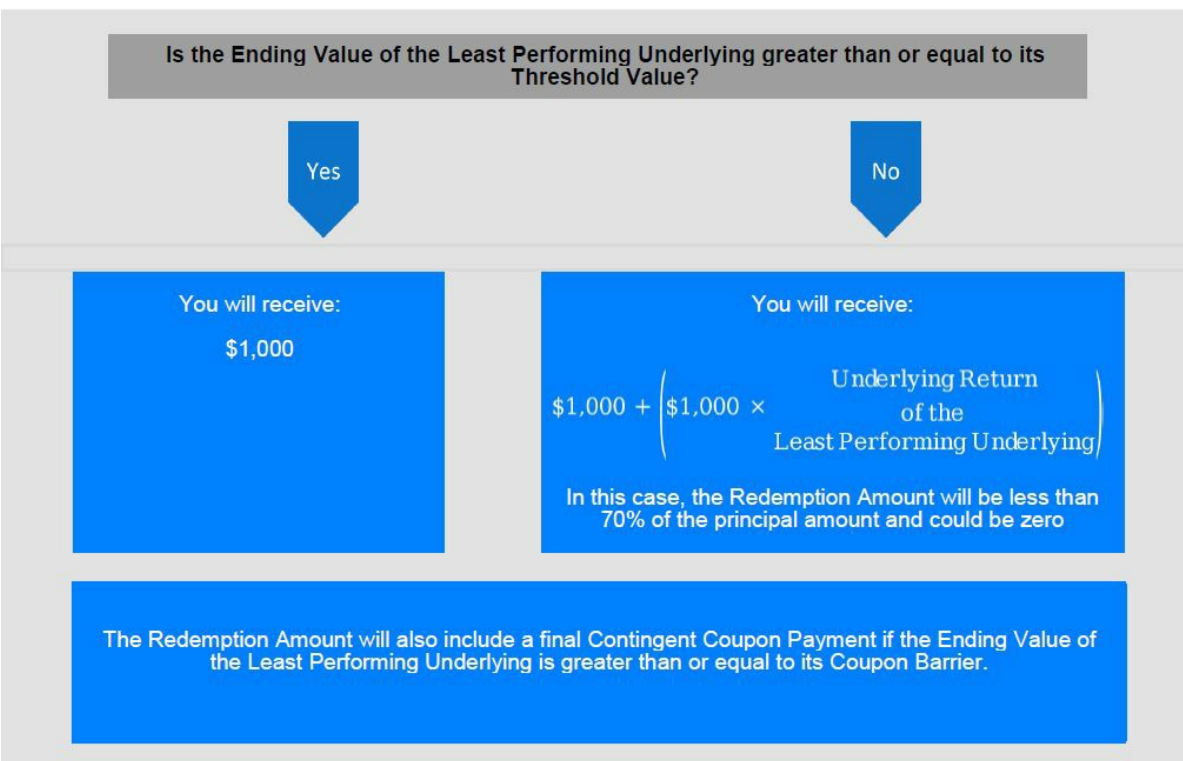 Is the Ending Value of the Least Performing Underlying greater than or equal to its
Threshold Value?
Yes
No
You will receive:
$1,000
You will receive:
$1,000 + ($1,000 ×
Underlying Return
of the
Least Performing Underlying)
In this case, the Redemption Amount will be less than
70% of the principal amount and could be zero
The Redemption Amount will also include a final Contingent Coupon Payment if the Ending Value of
the Least Performing Underlying is greater than or equal to its Coupon Barrier.